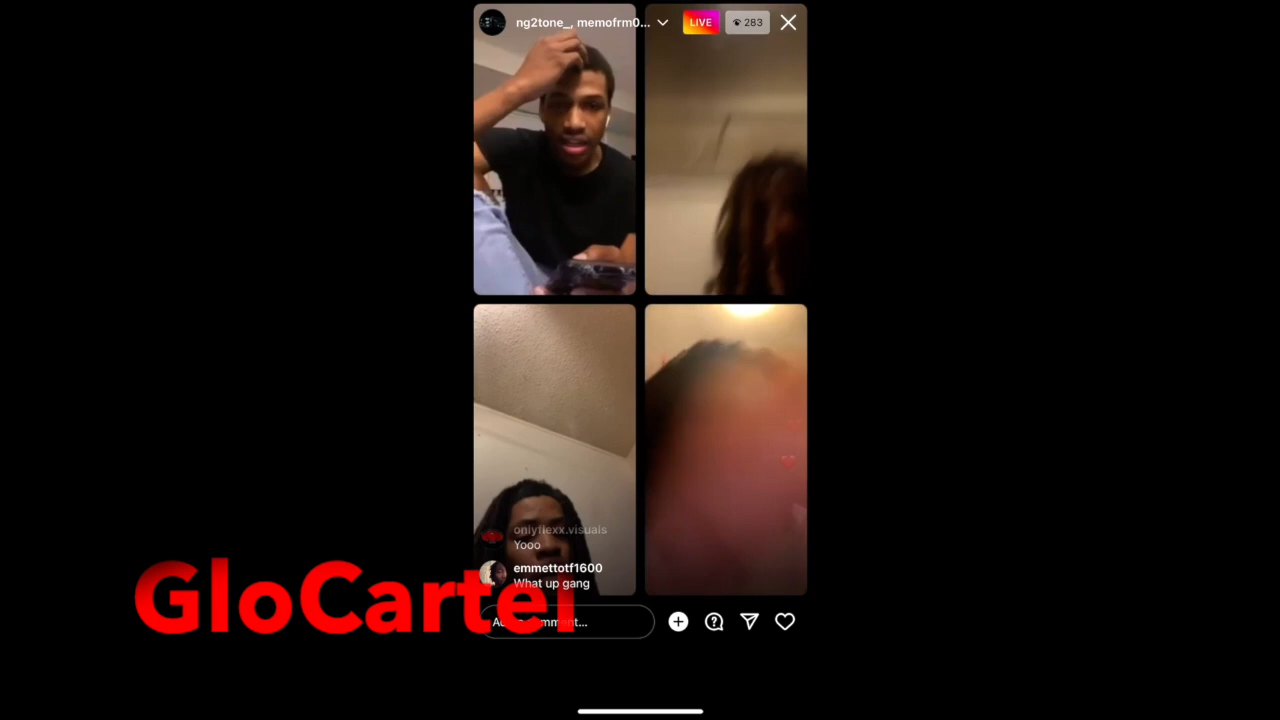 ng2tone_, memofrm0...
LIVE
283
onlyflexx.visuals
Yooo
emmettotf1600
What up gang
GloCartel